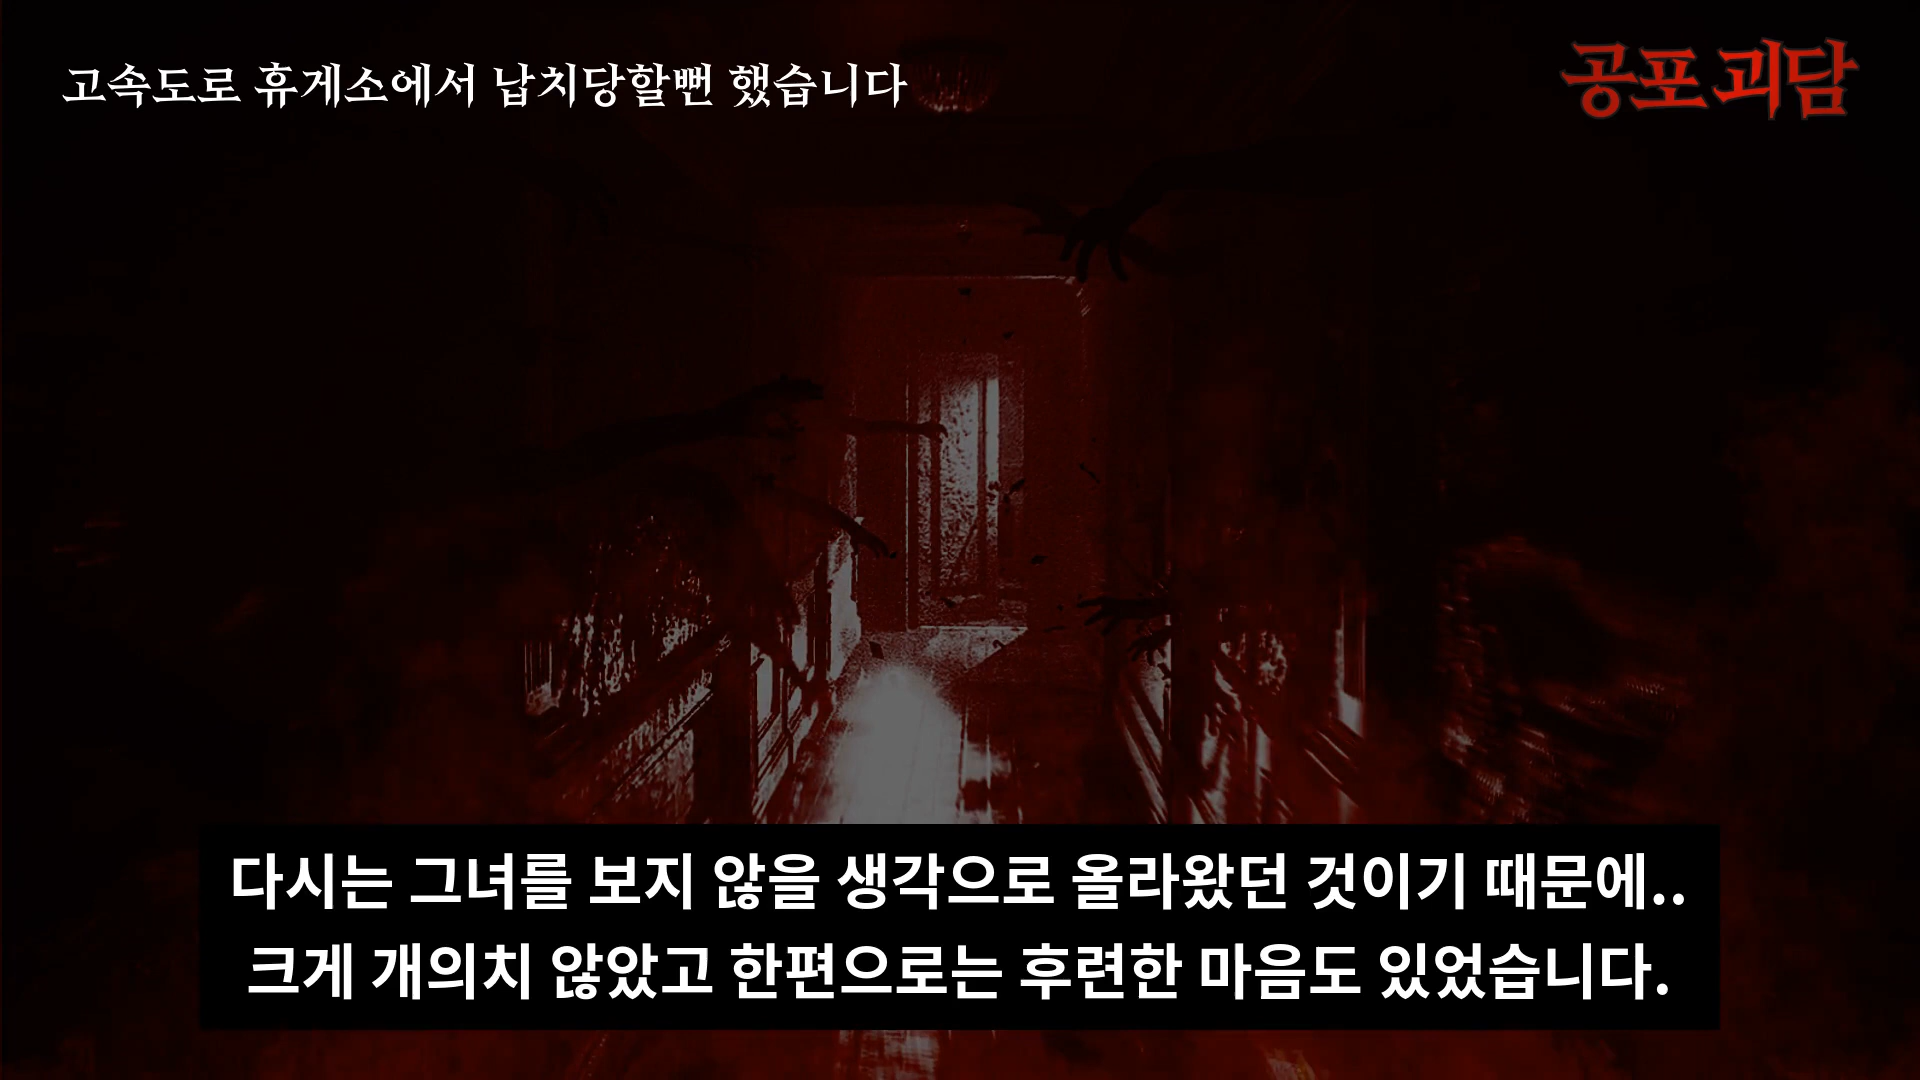 고속도로 휴게소에서 납치당할뻔 했습니다
공포 괴담
다시는 그녀를 보지 않을 생각으로 올라왔던 것이기 때문에..
크게 개의치 않았고 한편으로는 후련한 마음도 있었습니다.